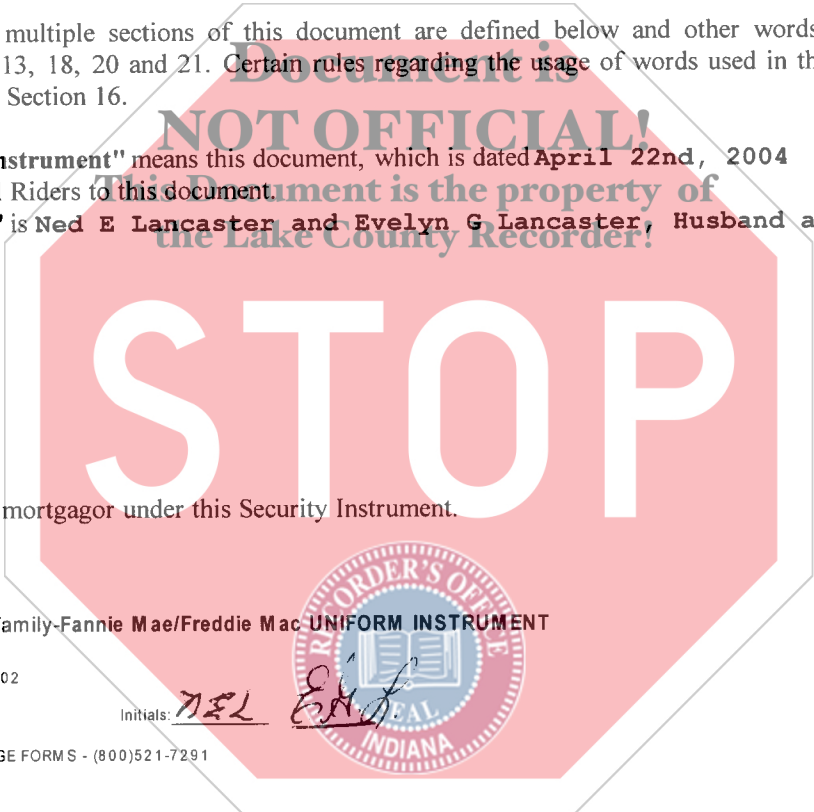 multiple sections of this document are defined below and other words
Document is
13, 18, 20 and 21. Certain rules regarding the usage of words used in th
Section 16.
NOT OFFICIAL!
nstrument" means this document, which is dated April 22nd, 2004
This Document is the property of
Riders to this document.
the Lake County Recorder!
" is Ned E Lancaster and Evelyn G Lancaster, Husband a
STOP
mortgagor under this Security Instrument.
RECORDER'S OFFICE
amily-Fannie Mae/Freddie Mac UNIFORM INSTRUMENT
02
Initials: NEL EGL
SEAL
INDIANA
GE FORMS - (800)521-7291